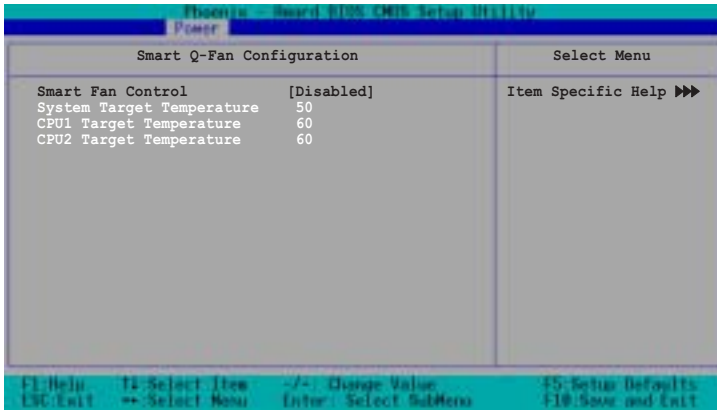 Phoenix - Award BIOS CMOS Setup Utility
Power
Smart Q-Fan Configuration
Select Menu
Smart Fan Control [Disabled]
System Target Temperature 50
CPU1 Target Temperature 60
CPU2 Target Temperature 60
Item Specific Help
F1:Help ↑↓ Select Item -/+: Change Value F5:Setup Defaults
ESC:Exit ↔ Select Menu Enter: Select SubMenu F10:Save and Exit